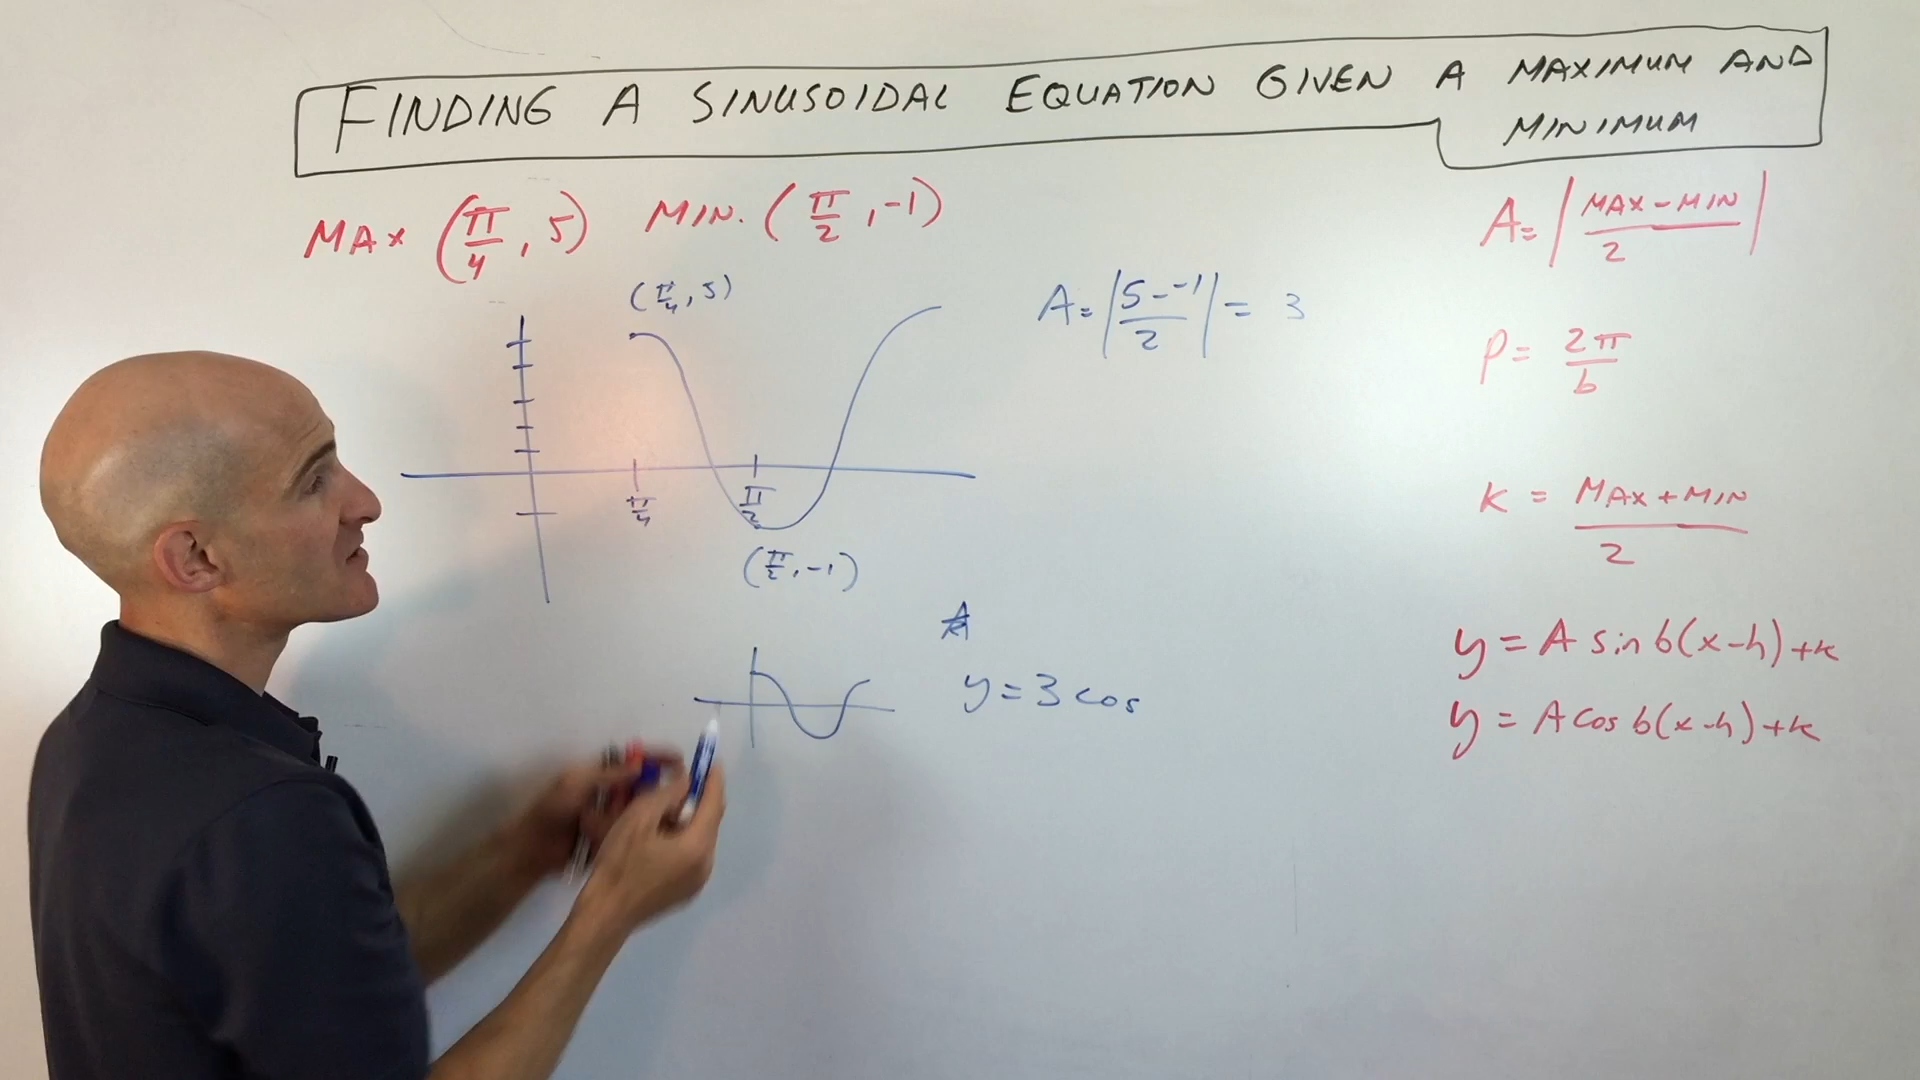 FINDING A SINUSOIDAL EQUATION GIVEN A MAXIMUM AND
MINIMUM
MAX (π/4, 5) MIN. (π/2, -1)
A = |MAX - MIN / 2|
(π/4, 5)
A = |5 - -1 / 2| = 3
P = 2π / b
π/4
π/2
K = MAX + MIN / 2
(π/2, -1)
A
y = A sin b(x-h)+k
y = 3 cos
y = A cos b(x-h)+k